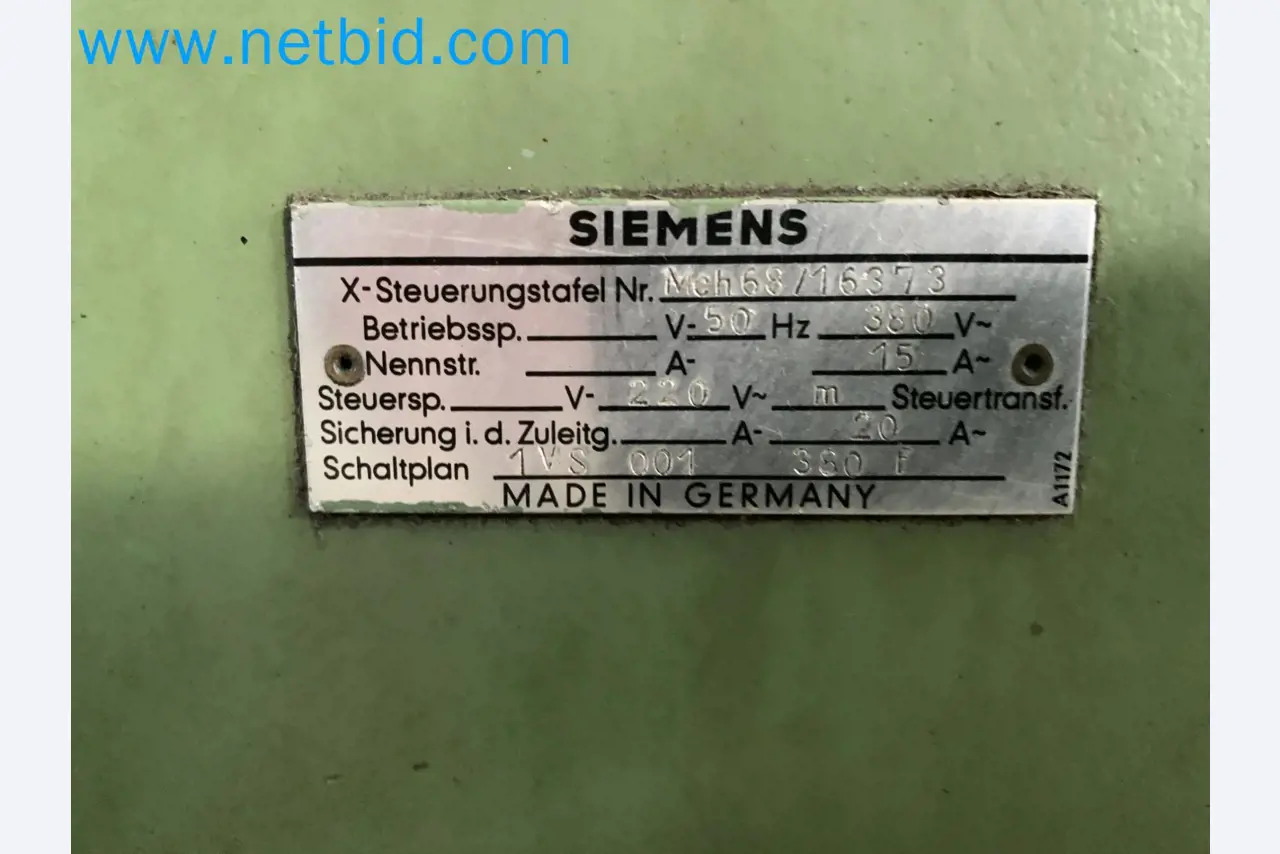 www.netbid.com
SIEMENS
X-Steuerungstafel Nr. Mch68/16373
Betriebssp. V- 50 Hz 380 V~
Nennstr. A- 15 A~
Steuersp. V- 220 V~ m Steuertransf.
Sicherung i. d. Zuleitg. A- 20 A~
Schaltplan 1VS 001 380 F
MADE IN GERMANY
A1172